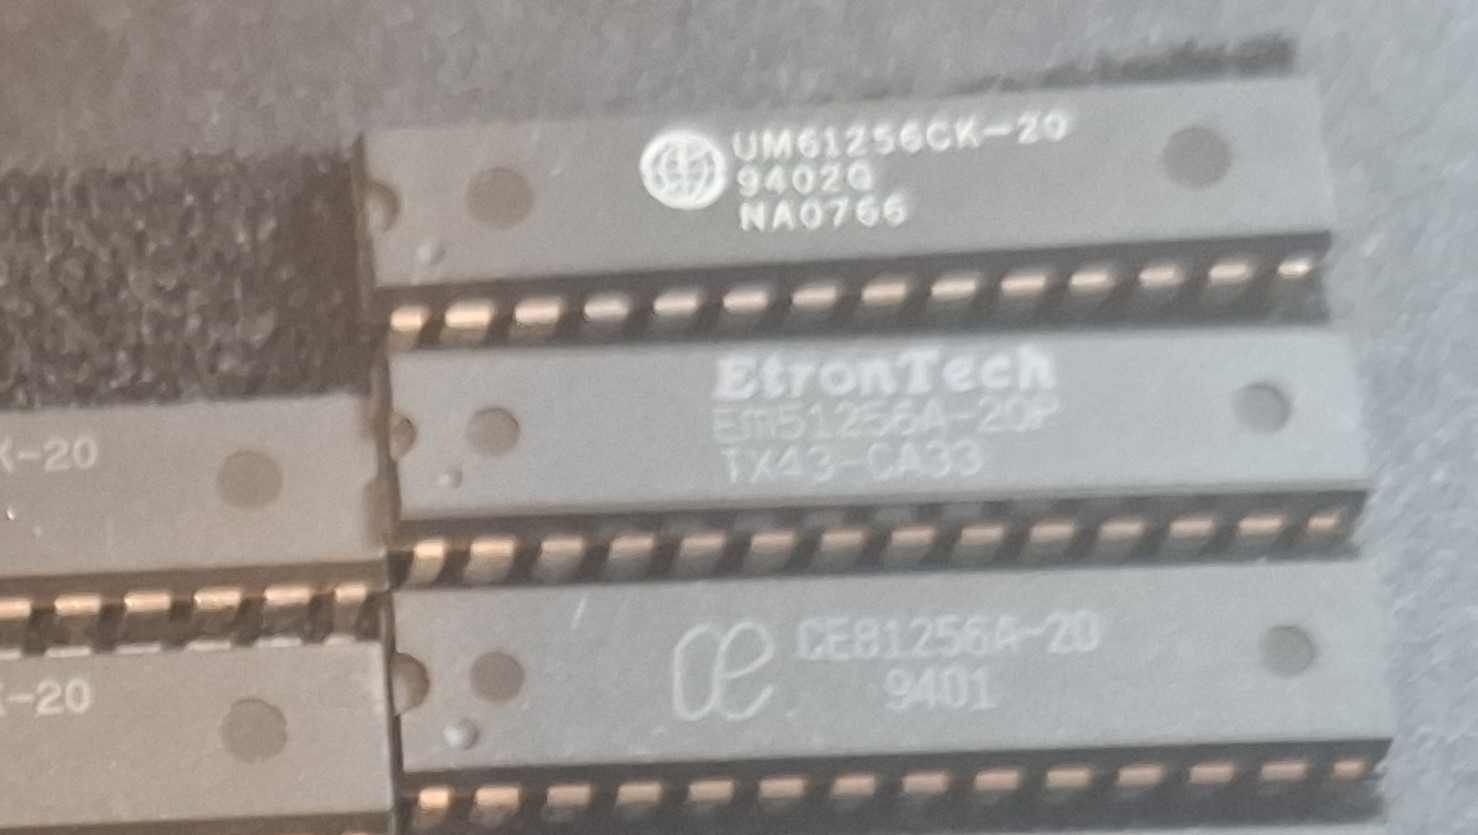 UM61256CK-20
9402G
NA0766
EtronTech
Em51256A-20P
TX43-CA33
K-20
CE81256A-20
9401
K-20